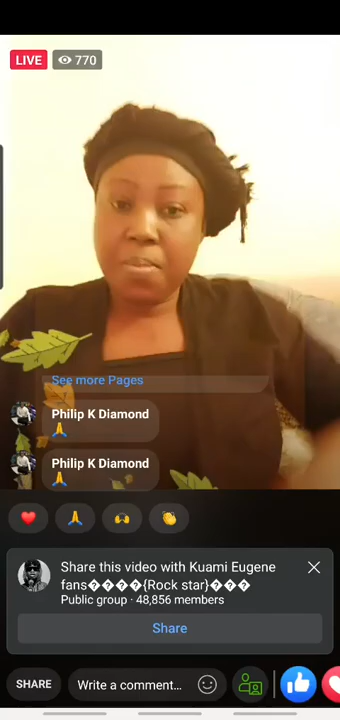 LIVE
770
See more Pages
Philip K Diamond
🙏
Philip K Diamond
🙏
Share this video with Kuami Eugene
fans����{Rock star}���
Public group · 48,856 members
Share
SHARE
Write a comment...